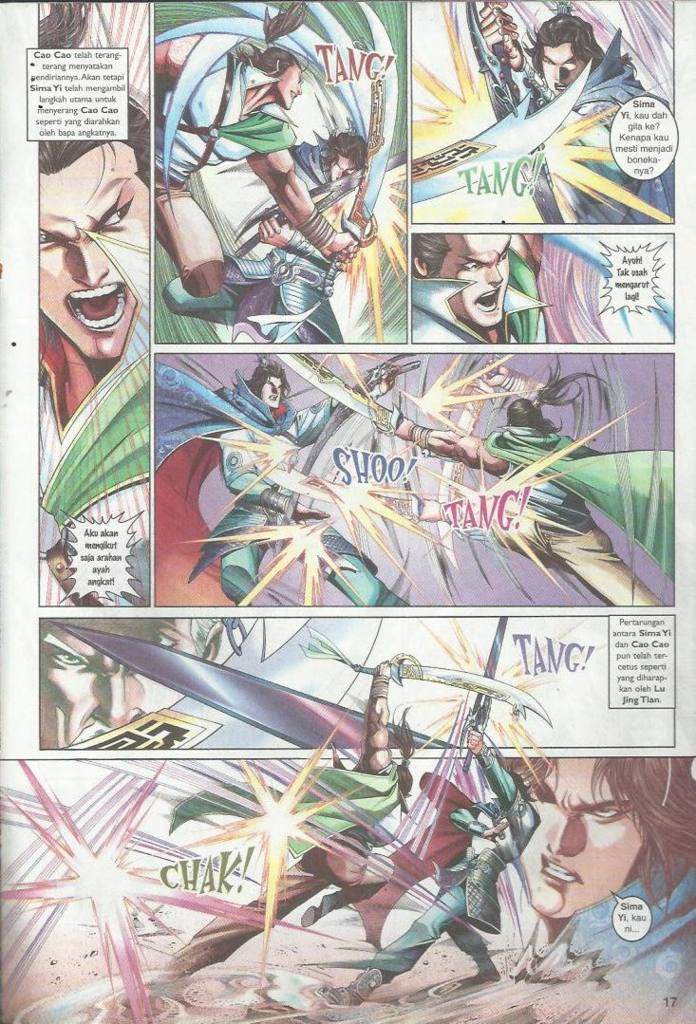 Cao Cao telah terang-
terang menyatakan
pendiriannya. Akan tetapi
Sima Yi telah mengambil
langkah utama untuk
menyerang Cao Cao
seperti yang diarahkan
oleh bapa angkatnya.
TANG!
Sima
Yi, kau dah
gila ke?
Kenapa kau
mesti menjadi
boneka-
nya?
TANG!
Ayoh!
Tak usah
mengarut
lagi!
Aku akan
mengikut
saja arahan
ayah
angkat!
SHOO!
TANG!
Pertarungan
antara Sima Yi
dan Cao Cao
pun telah ter-
cetus seperti
yang diharap-
kan oleh Lu
Jing Tian.
TANG!
CHAK!
Sima
Yi, kau
ni...
17